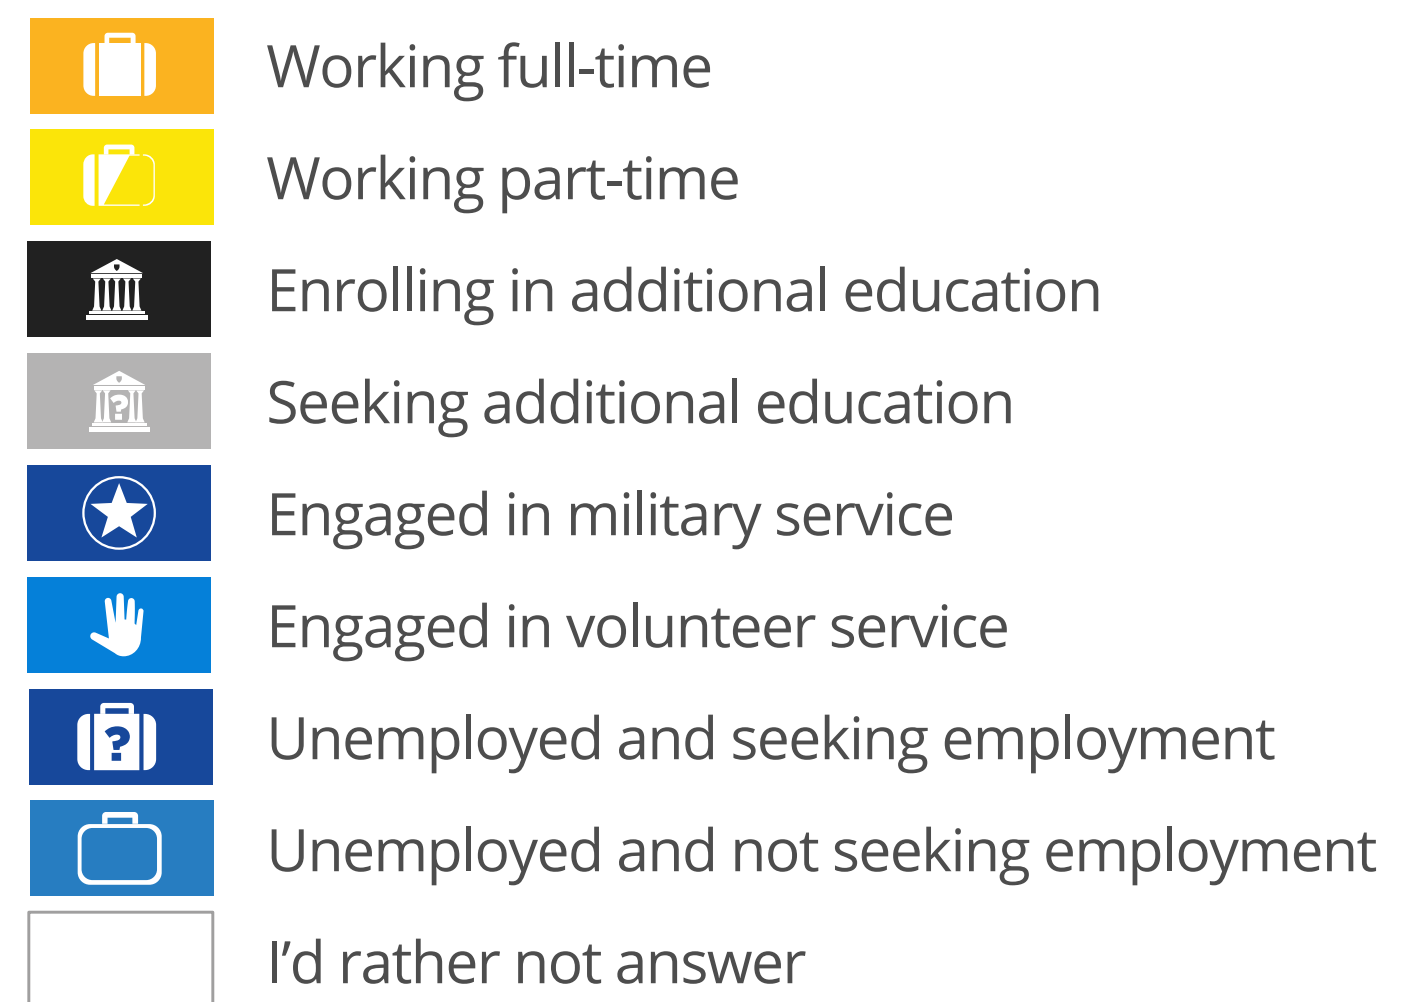 Working full-time
Working part-time
Enrolling in additional education
Seeking additional education
Engaged in military service
Engaged in volunteer service
Unemployed and seeking employment
Unemployed and not seeking employment
I’d rather not answer